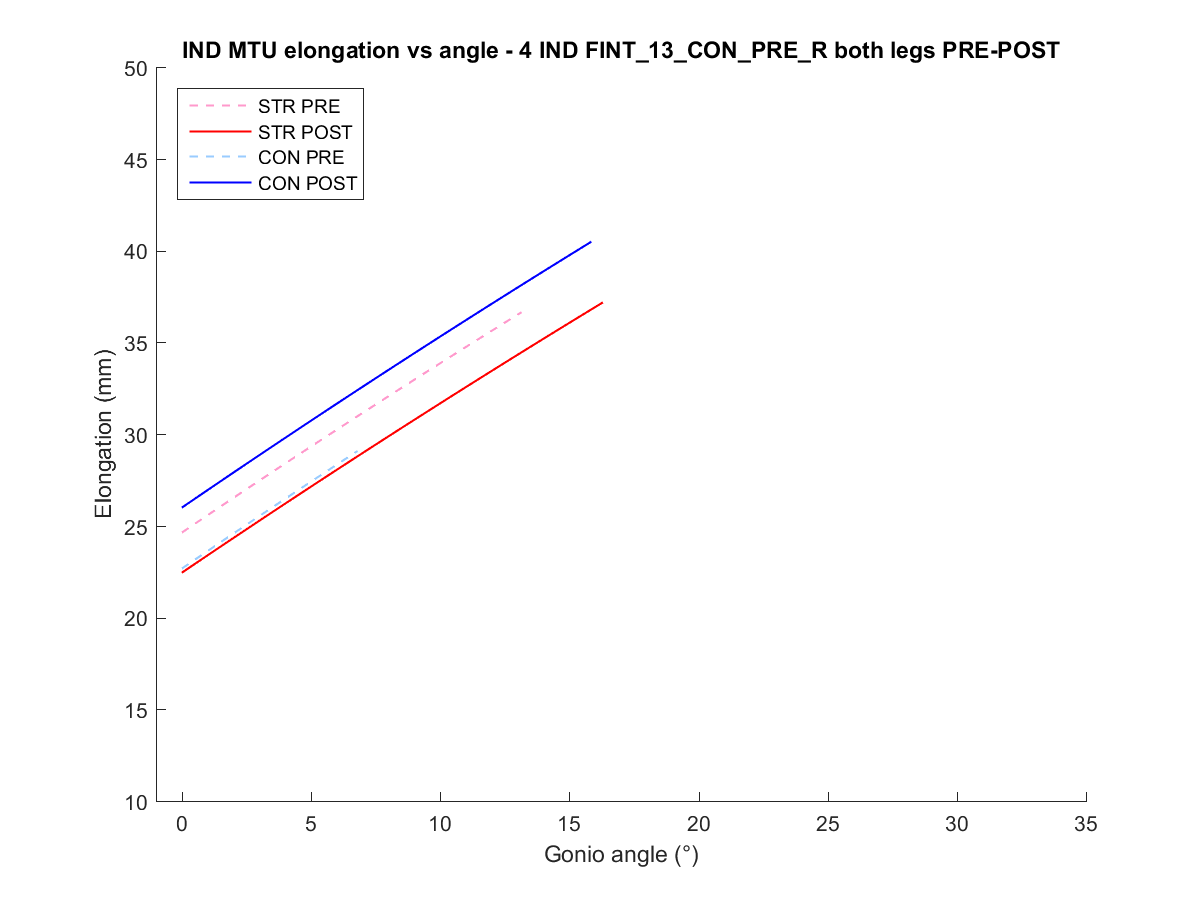 IND MTU elongation vs angle - 4 IND FINT_13_CON_PRE_R both legs PRE-POST
50
45
40
35
30
25
20
15
10
STR PRE
STR POST
CON PRE
CON POST
Elongation (mm)
0 5 10 15 20 25 30 35
Gonio angle (°)